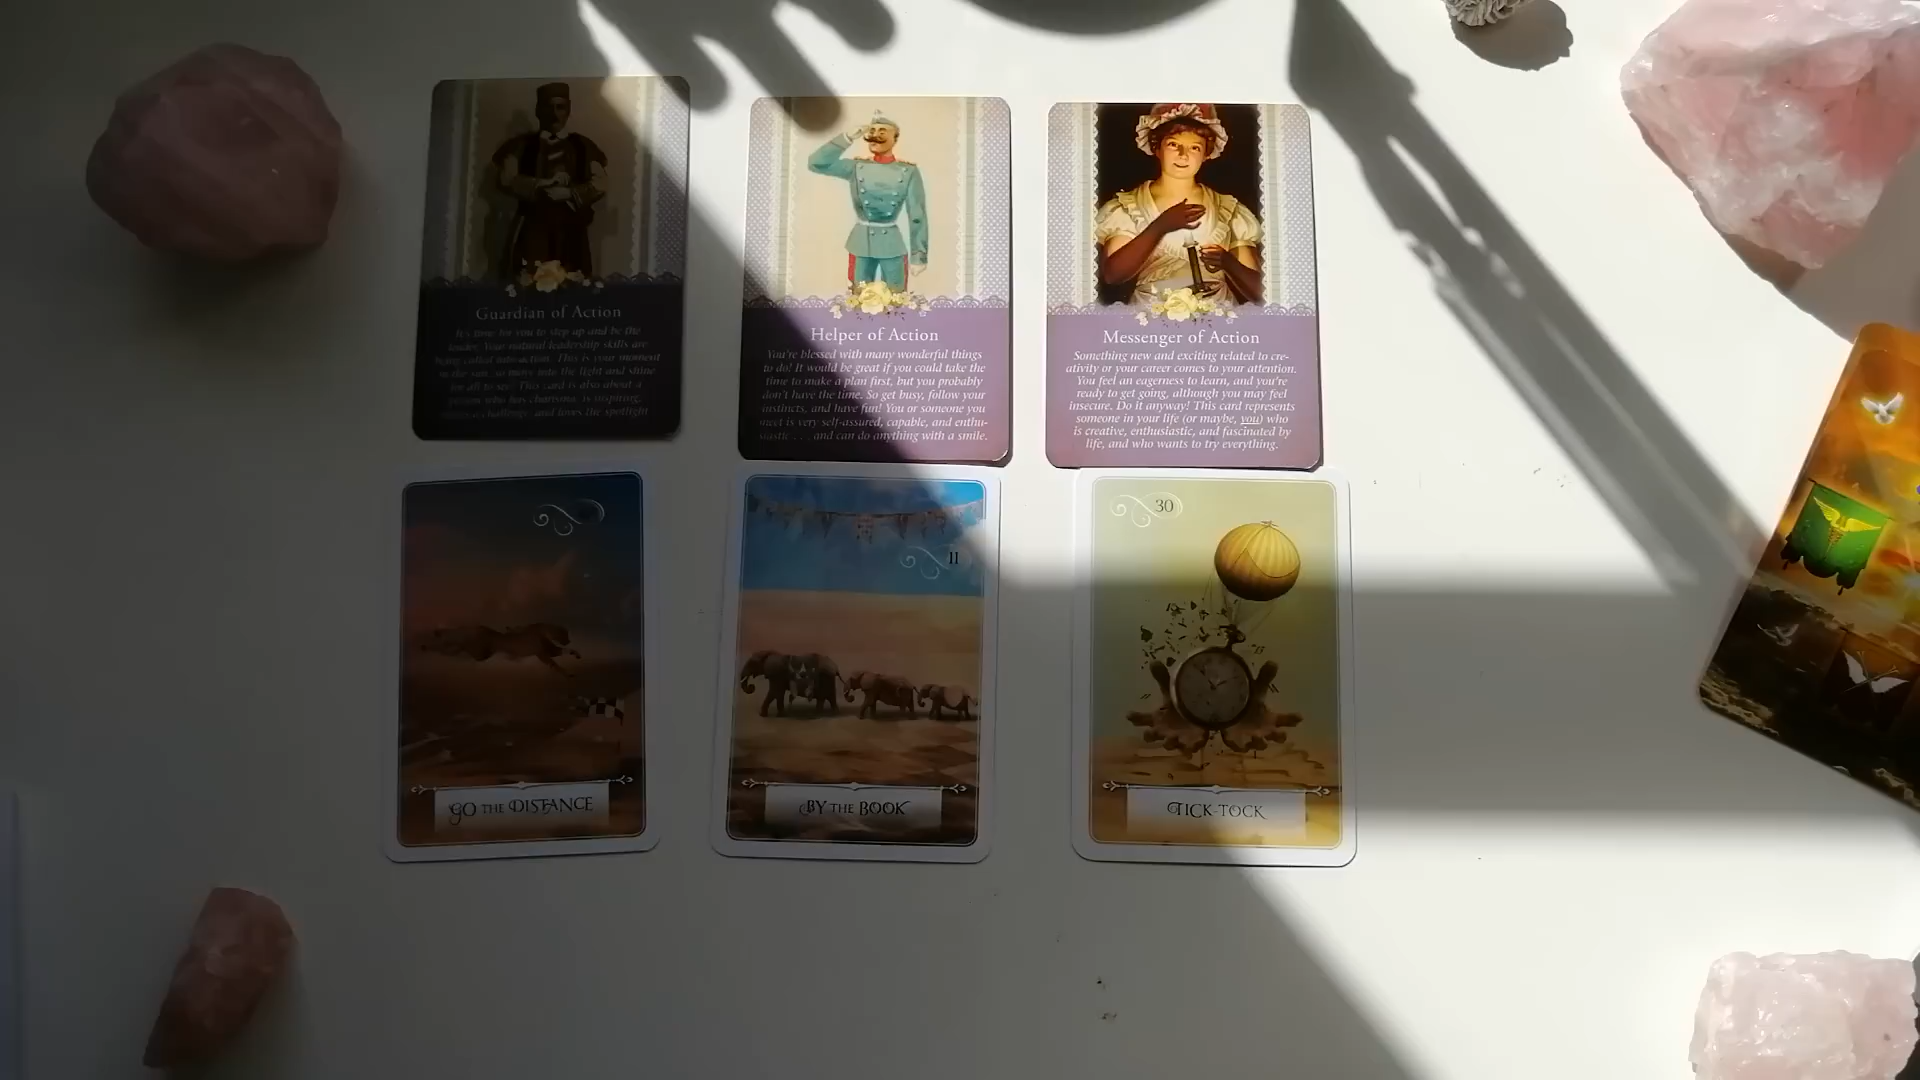 Guardian of Action
It's time for you to step up and be the
leader. Your natural leadership skills are
being called into action. This is your moment
in the sun, so move into the light and shine
for all to see. This card is also about a
person who has charisma, is inspiring,
challenge, and loves the spotlight
Helper of Action
You're blessed with many wonderful things
to do! It would be great if you could take the
time to make a plan first, but you probably
don't have the time. So get busy, follow your
instincts, and have fun! You or someone you
meet is very self-assured, capable, and enthu-
siastic . . . and can do anything with a smile.
Messenger of Action
Something new and exciting related to cre-
ativity or your career comes to your attention.
You feel an eagerness to learn, and you're
ready to get going, although you may feel
insecure. Do it anyway! This card represents
someone in your life (or maybe, you) who
is creative, enthusiastic, and fascinated by
life, and who wants to try everything.
GO THE DISTANCE
11
BY THE BOOK
30
TICK-TOCK